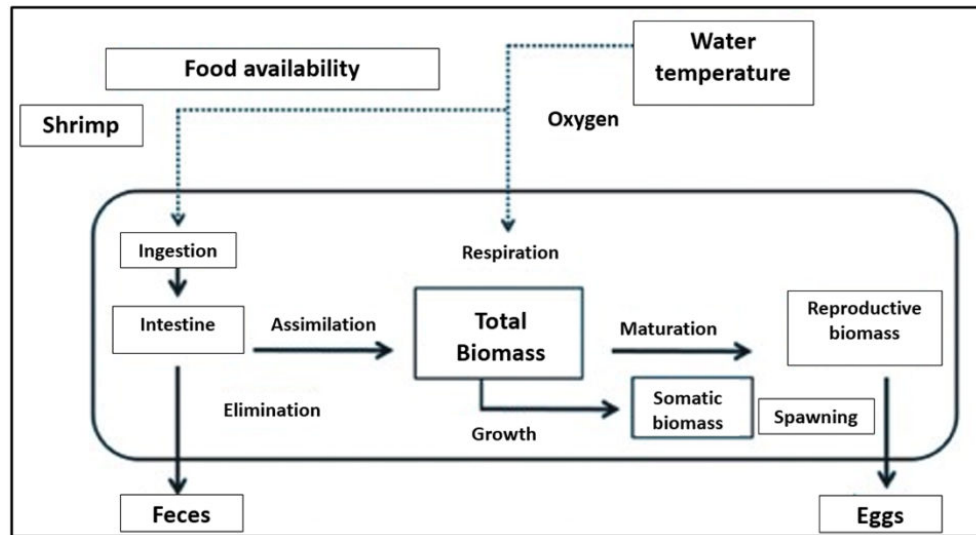 Water
temperature
Food availability
Shrimp
Oxygen
Ingestion
Respiration
Intestine
Assimilation
Total
Biomass
Maturation
Reproductive
biomass
Elimination
Growth
Somatic
biomass
Spawning
Feces
Eggs